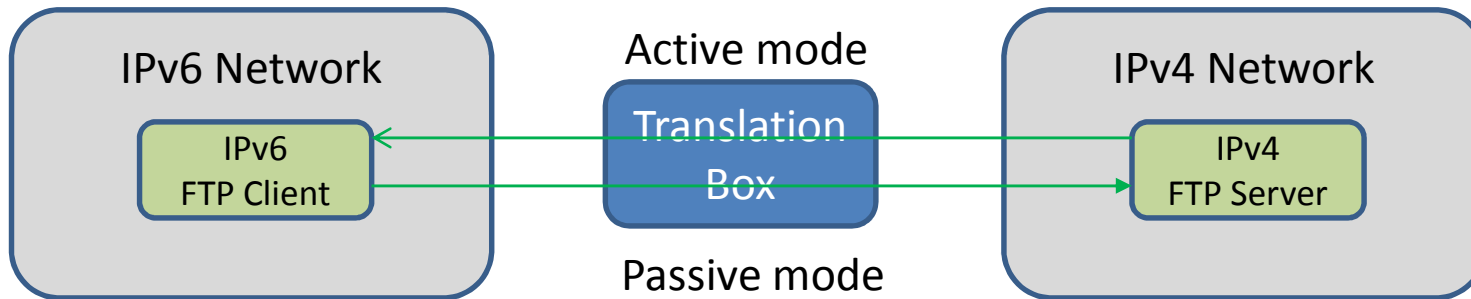 IPv6 Network
IPv6
FTP Client
Active mode
Translation
Box
Passive mode
IPv4 Network
IPv4
FTP Server